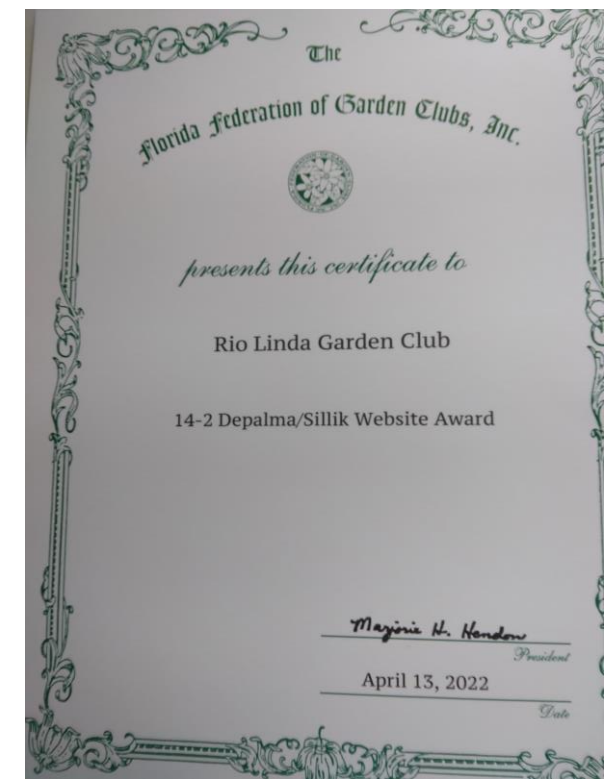 The
Florida Federation of Garden Clubs, Inc.
presents this certificate to
Rio Linda Garden Club
14-2 Depalma/Sillik Website Award
Marjorie H. Hendon
President
April 13, 2022
Date